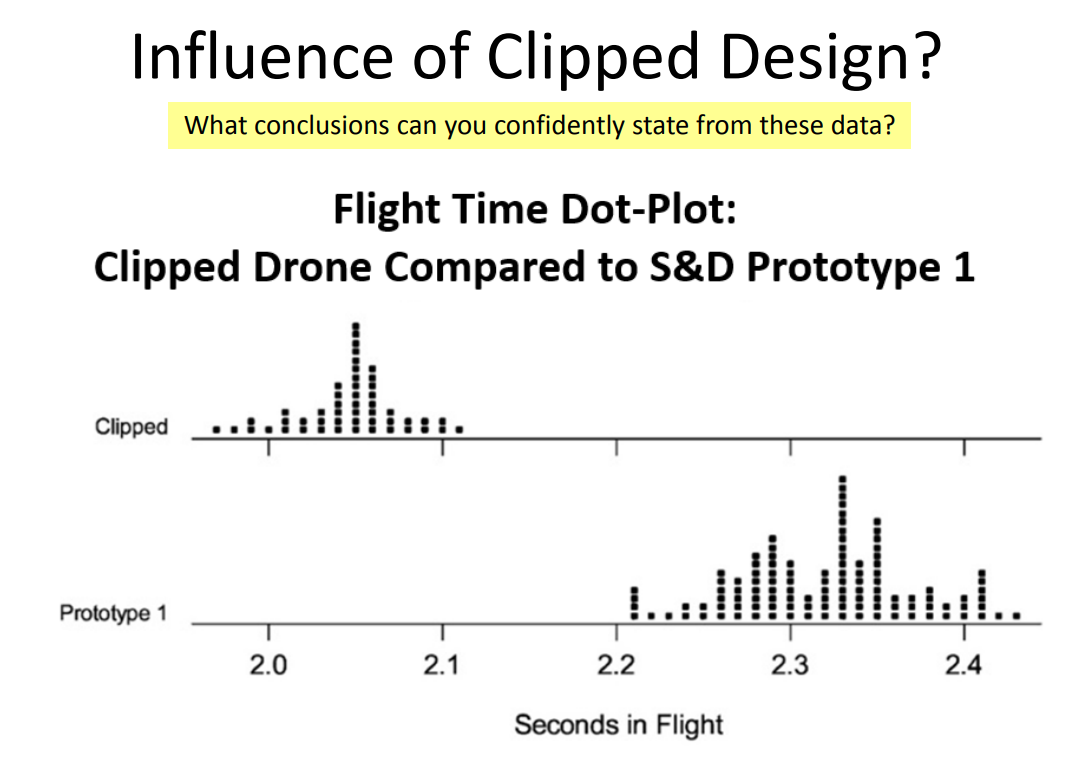 Influence of Clipped Design?
What conclusions can you confidently state from these data?
Flight Time Dot-Plot:
Clipped Drone Compared to S&D Prototype 1
Clipped
Prototype 1
2.0 2.1 2.2 2.3 2.4
Seconds in Flight